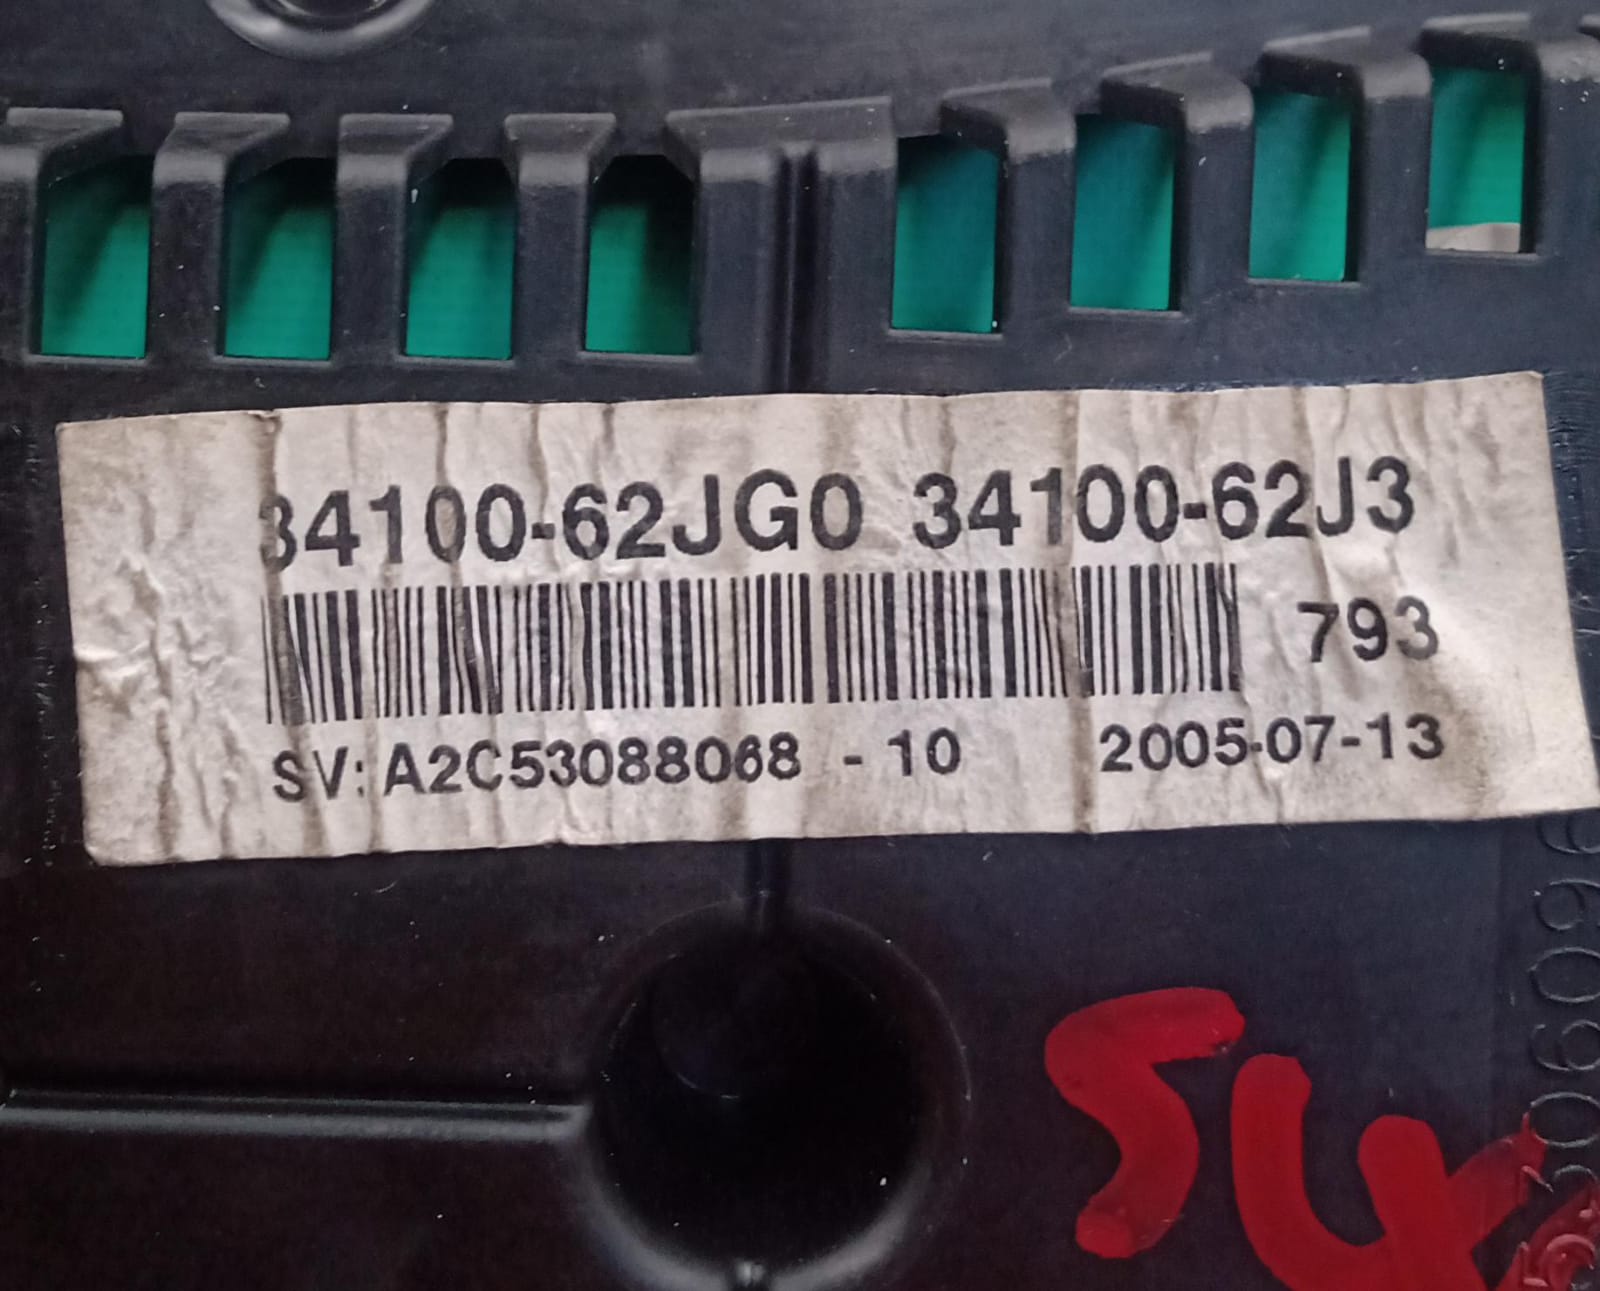 34100-62JG0 34100-62J3
793
SV: A2C53088068 - 10 2005-07-13